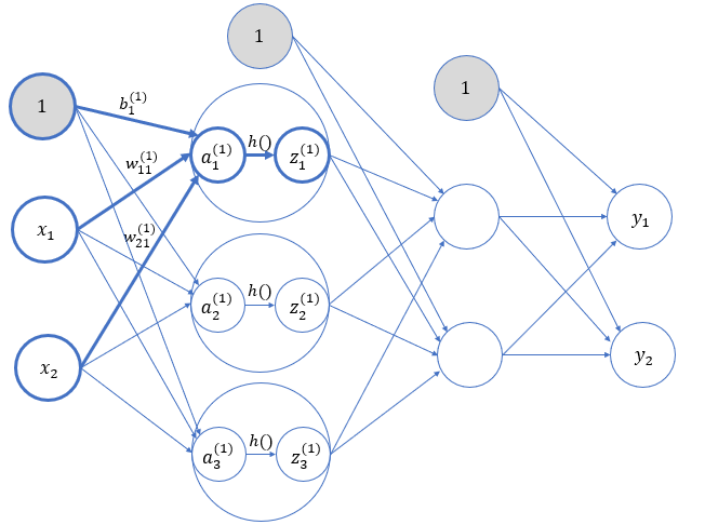 1
1
1
b₁⁽¹⁾
w₁₁⁽¹⁾
a₁⁽¹⁾
h()
z₁⁽¹⁾
x₁
w₂₁⁽¹⁾
y₁
a₂⁽¹⁾
h()
z₂⁽¹⁾
x₂
y₂
a₃⁽¹⁾
h()
z₃⁽¹⁾